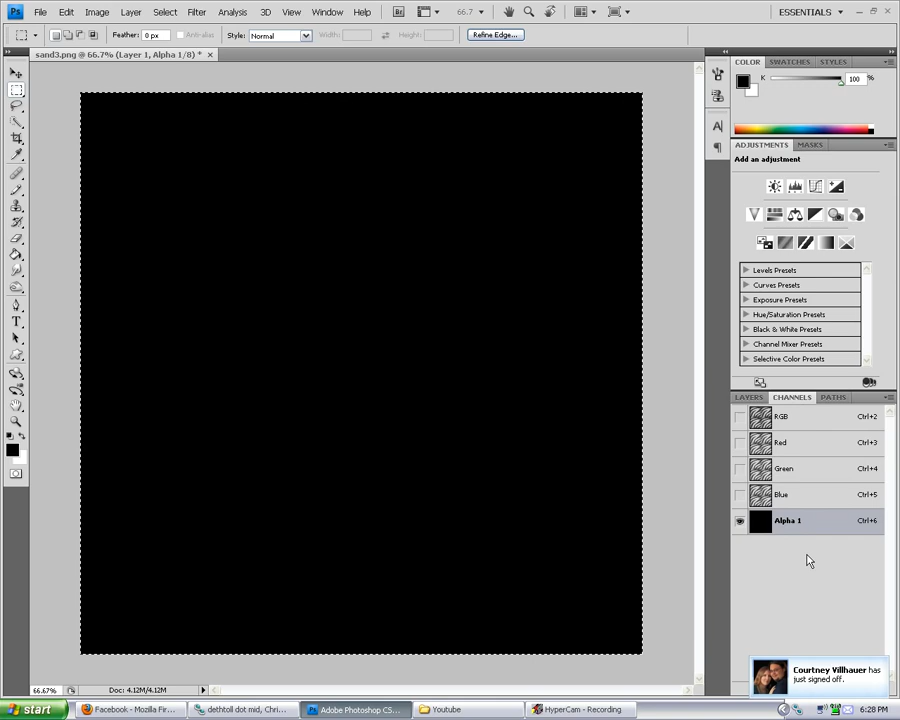 Ps File Edit Image Layer Select Filter Analysis 3D View Window Help Br 66.7 ESSENTIALS
Feather: 0 px Anti-alias Style: Normal Width: Height: Refine Edge...
sand3.png @ 66.7% (Layer 1, Alpha 1/8) * ×
COLOR SWATCHES STYLES
K 100 %
ADJUSTMENTS MASKS
Add an adjustment
Levels Presets
Curves Presets
Exposure Presets
Hue/Saturation Presets
Black & White Presets
Channel Mixer Presets
Selective Color Presets
LAYERS CHANNELS PATHS
RGB Ctrl+2
Red Ctrl+3
Green Ctrl+4
Blue Ctrl+5
Alpha 1 Ctrl+6
Courtney Villhauer has
just signed off.
66.67% Doc: 4.12M/4.12M
start Facebook - Mozilla Fir... dethtoll dot mid, Chri... Ps Adobe Photoshop CS... Youtube HyperCam - Recording 6:28 PM